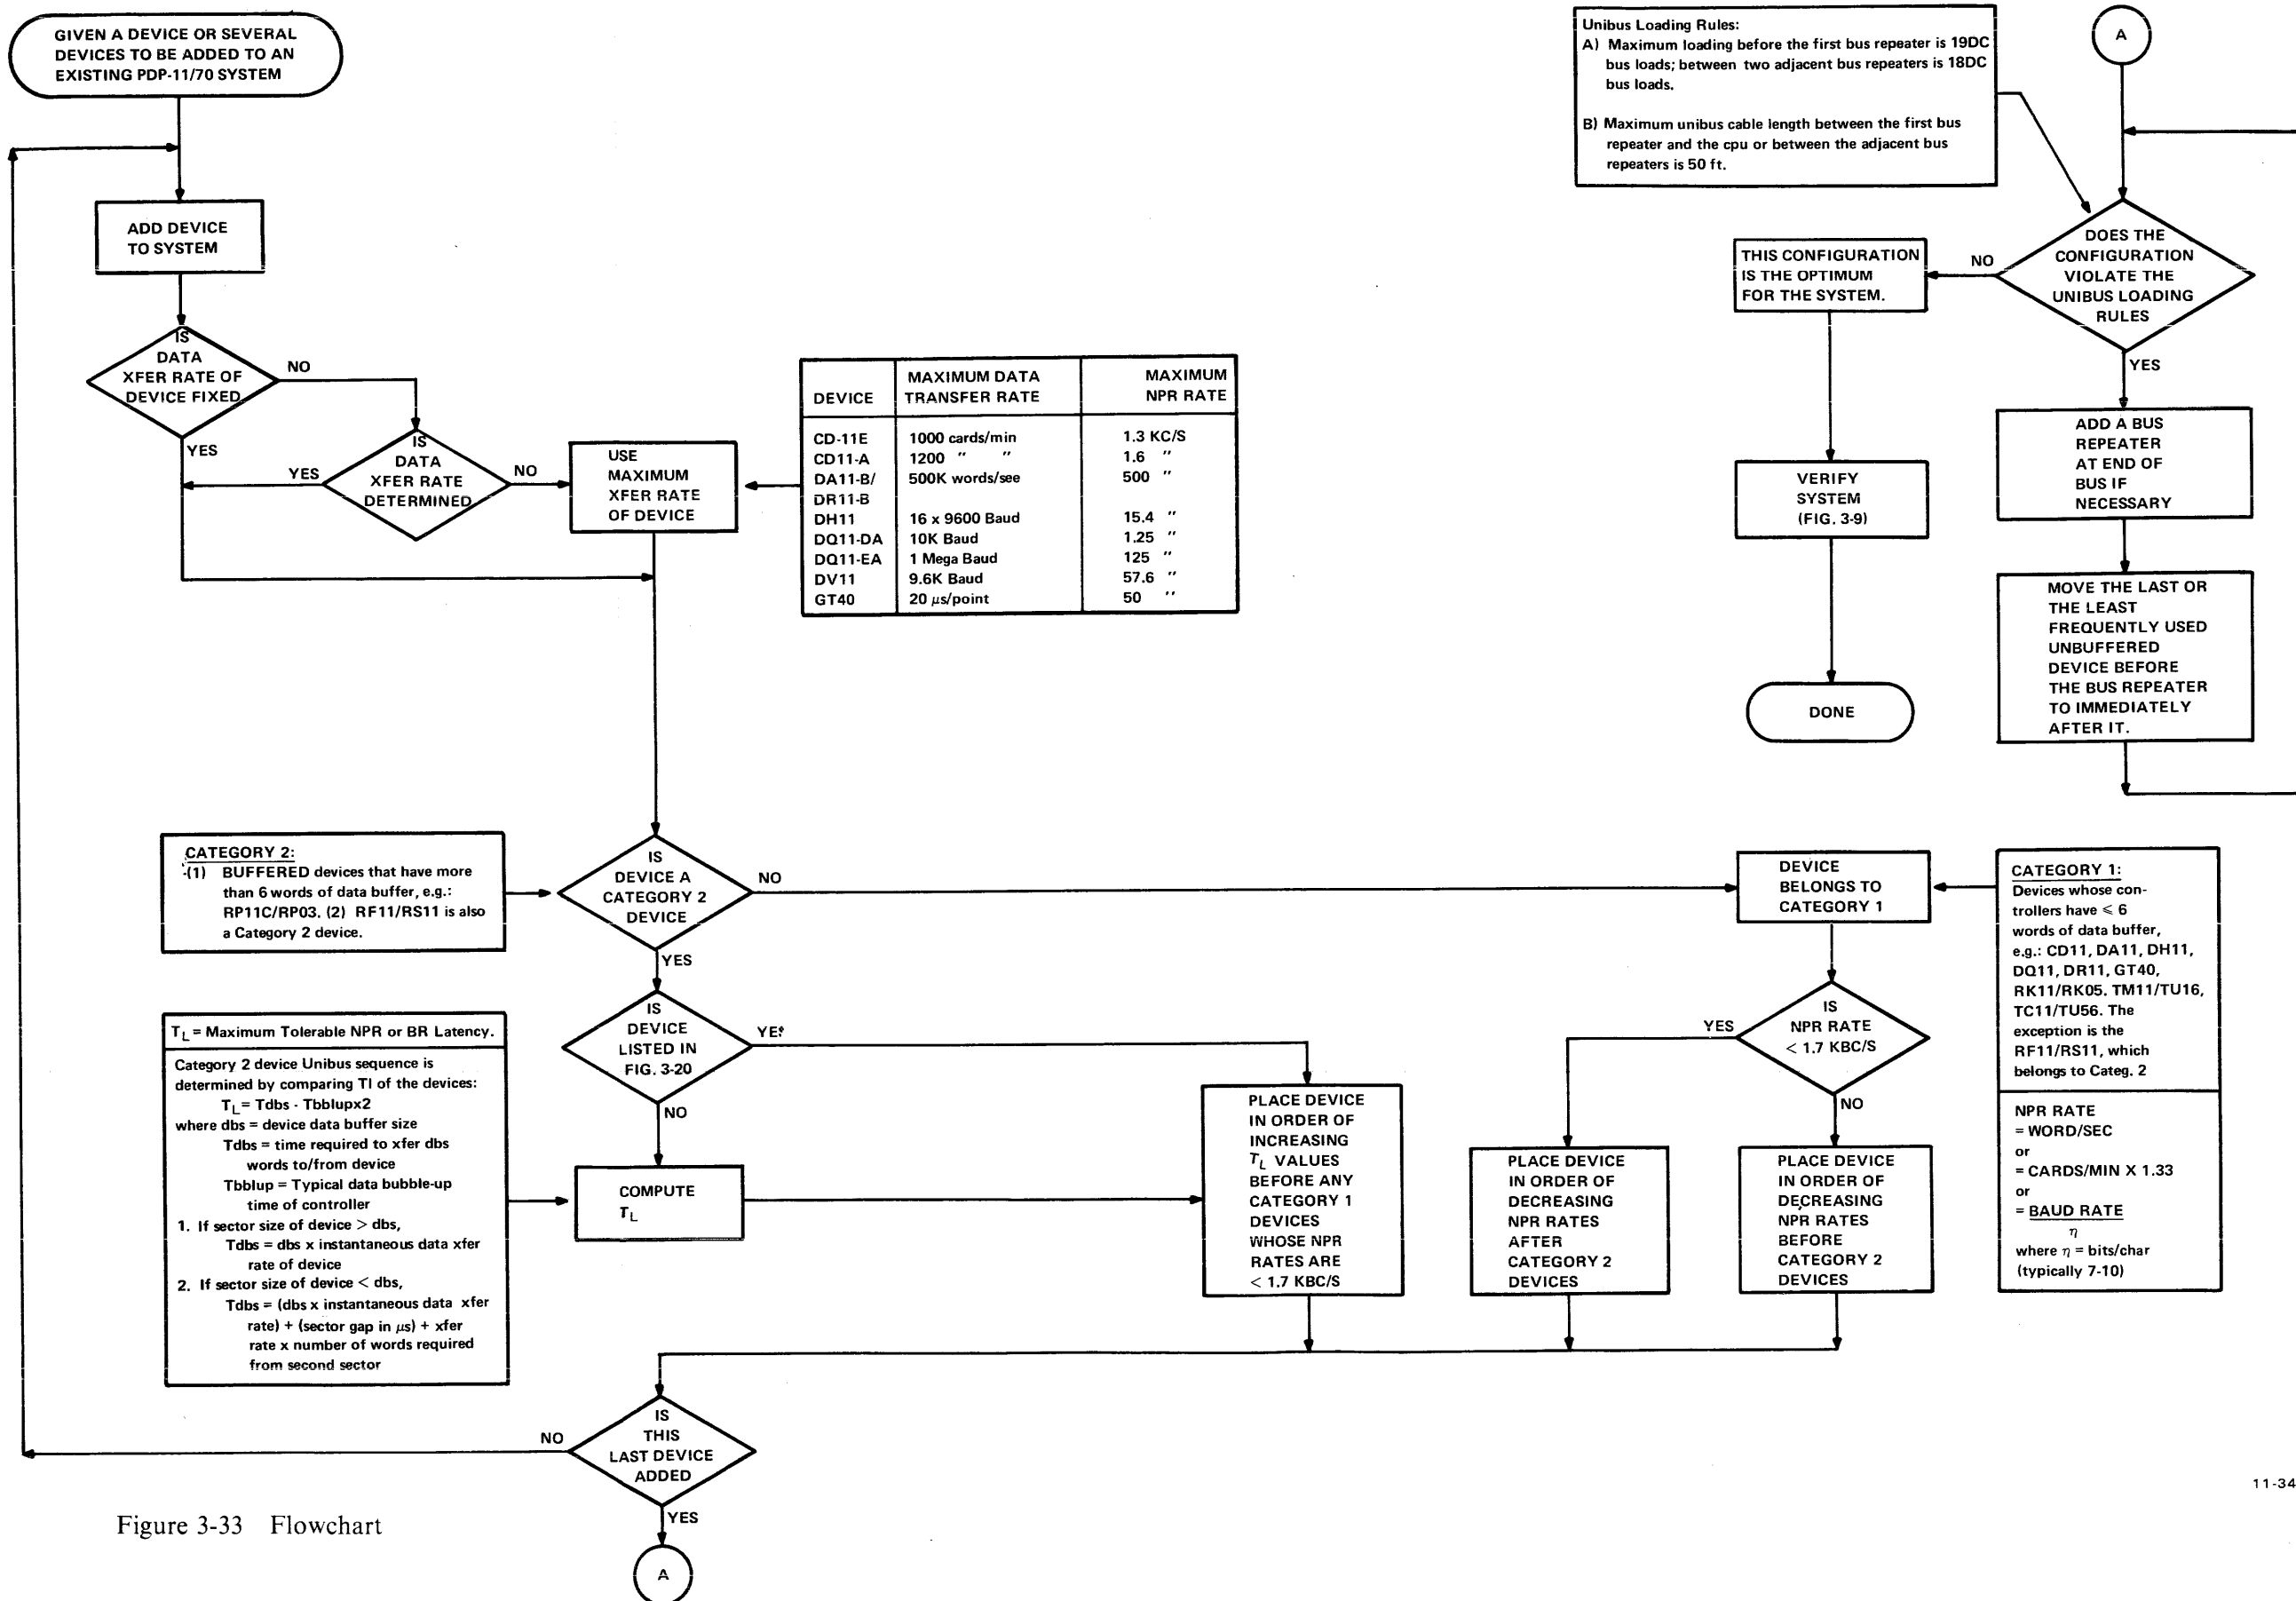 GIVEN A DEVICE OR SEVERAL
DEVICES TO BE ADDED TO AN
EXISTING PDP-11/70 SYSTEM
ADD DEVICE
TO SYSTEM
IS
DATA
XFER RATE OF
DEVICE FIXED
NO
YES
IS
DATA
XFER RATE
DETERMINED
YES
NO
USE
MAXIMUM
XFER RATE
OF DEVICE
DEVICE MAXIMUM DATA TRANSFER RATE MAXIMUM NPR RATE
CD-11E 1000 cards/min 1.3 KC/S
CD11-A 1200 " " 1.6 "
DA11-B/ 500K words/see 500 "
DR11-B
DH11 16 x 9600 Baud 15.4 "
DQ11-DA 10K Baud 1.25 "
DQ11-EA 1 Mega Baud 125 "
DV11 9.6K Baud 57.6 "
GT40 20 μs/point 50 "
CATEGORY 2:
(1) BUFFERED devices that have more
than 6 words of data buffer, e.g.:
RP11C/RP03. (2) RF11/RS11 is also
a Category 2 device.
IS
DEVICE A
CATEGORY 2
DEVICE
NO
YES
IS
DEVICE
LISTED IN
FIG. 3-20
YES
NO
TL = Maximum Tolerable NPR or BR Latency.
Category 2 device Unibus sequence is
determined by comparing Tl of the devices:
TL = Tdbs - Tbblupx2
where dbs = device data buffer size
Tdbs = time required to xfer dbs
words to/from device
Tbblup = Typical data bubble-up
time of controller
1. If sector size of device > dbs,
Tdbs = dbs x instantaneous data xfer
rate of device
2. If sector size of device < dbs,
Tdbs = (dbs x instantaneous data xfer
rate) + (sector gap in μs) + xfer
rate x number of words required
from second sector
COMPUTE
TL
PLACE DEVICE
IN ORDER OF
INCREASING
TL VALUES
BEFORE ANY
CATEGORY 1
DEVICES
WHOSE NPR
RATES ARE
< 1.7 KBC/S
DEVICE
BELONGS TO
CATEGORY 1
CATEGORY 1:
Devices whose con-
trollers have ⩽ 6
words of data buffer,
e.g.: CD11, DA11, DH11,
DQ11, DR11, GT40,
RK11/RK05. TM11/TU16,
TC11/TU56. The
exception is the
RF11/RS11, which
belongs to Categ. 2
NPR RATE
= WORD/SEC
or
= CARDS/MIN X 1.33
or
= BAUD RATE
η
where η = bits/char
(typically 7-10)
IS
NPR RATE
< 1.7 KBC/S
YES
NO
PLACE DEVICE
IN ORDER OF
DECREASING
NPR RATES
AFTER
CATEGORY 2
DEVICES
PLACE DEVICE
IN ORDER OF
DECREASING
NPR RATES
BEFORE
CATEGORY 2
DEVICES
IS
THIS
LAST DEVICE
ADDED
NO
YES
A
Unibus Loading Rules:
A) Maximum loading before the first bus repeater is 19DC
bus loads; between two adjacent bus repeaters is 18DC
bus loads.
B) Maximum unibus cable length between the first bus
repeater and the cpu or between the adjacent bus
repeaters is 50 ft.
A
DOES THE
CONFIGURATION
VIOLATE THE
UNIBUS LOADING
RULES
NO
YES
THIS CONFIGURATION
IS THE OPTIMUM
FOR THE SYSTEM.
VERIFY
SYSTEM
(FIG. 3-9)
DONE
ADD A BUS
REPEATER
AT END OF
BUS IF
NECESSARY
MOVE THE LAST OR
THE LEAST
FREQUENTLY USED
UNBUFFERED
DEVICE BEFORE
THE BUS REPEATER
TO IMMEDIATELY
AFTER IT.
11-34
Figure 3-33 Flowchart